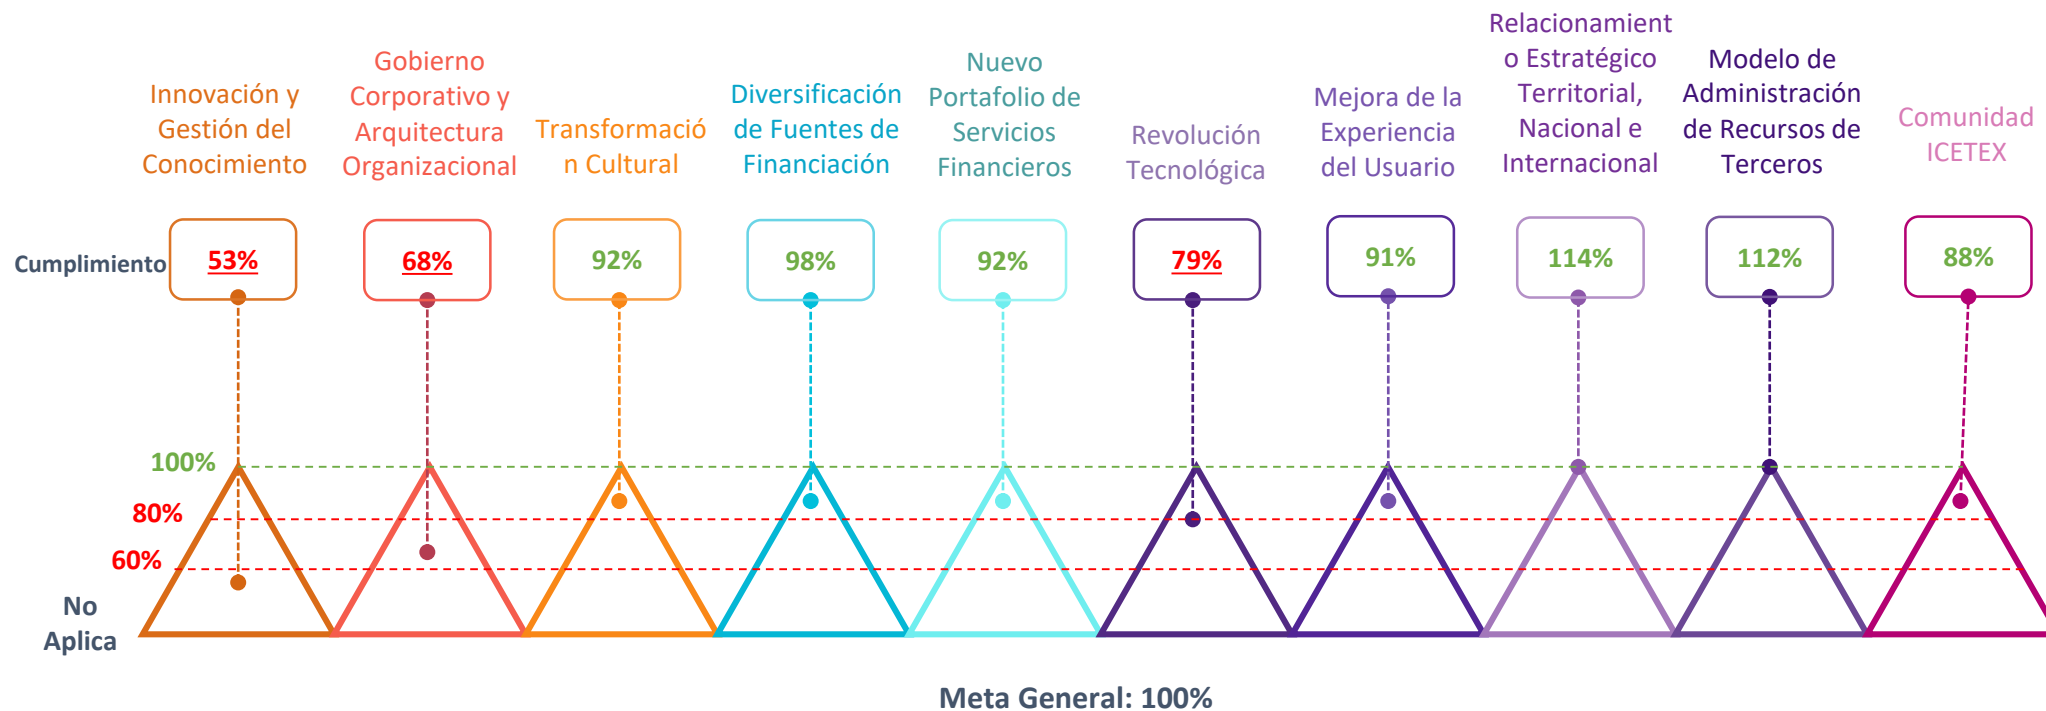 Innovación y
Gestión del
Conocimiento
Gobierno
Corporativo y
Arquitectura
Organizacional
Transformació
n Cultural
Diversificación
de Fuentes de
Financiación
Nuevo
Portafolio de
Servicios
Financieros
Revolución
Tecnológica
Mejora de la
Experiencia
del Usuario
Relacionamient
o Estratégico
Territorial,
Nacional e
Internacional
Modelo de
Administración
de Recursos de
Terceros
Comunidad
ICETEX
Cumplimiento
53%
68%
92%
98%
92%
79%
91%
114%
112%
88%
100%
80%
60%
No
Aplica
Meta General: 100%